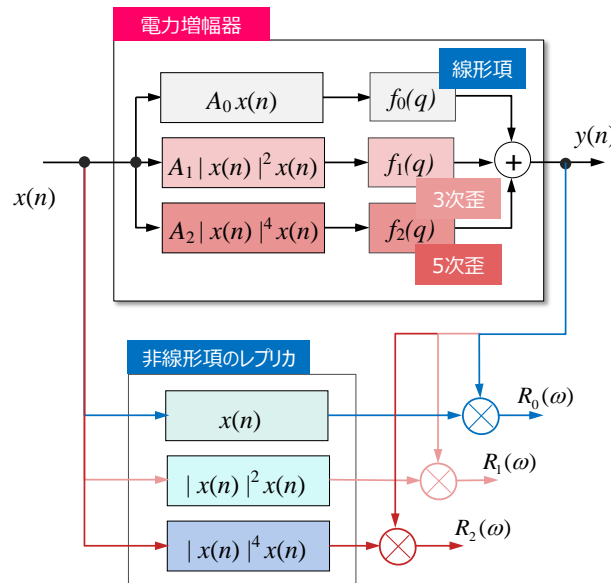 電力増幅器
線形項
A₀ x(n)
f₀(q)
y(n)
A₁ | x(n) |² x(n)
f₁(q)
+
x(n)
3次歪
A₂ | x(n) |⁴ x(n)
f₂(q)
5次歪
非線形項のレプリカ
x(n)
R₀(ω)
| x(n) |² x(n)
R₁(ω)
| x(n) |⁴ x(n)
R₂(ω)